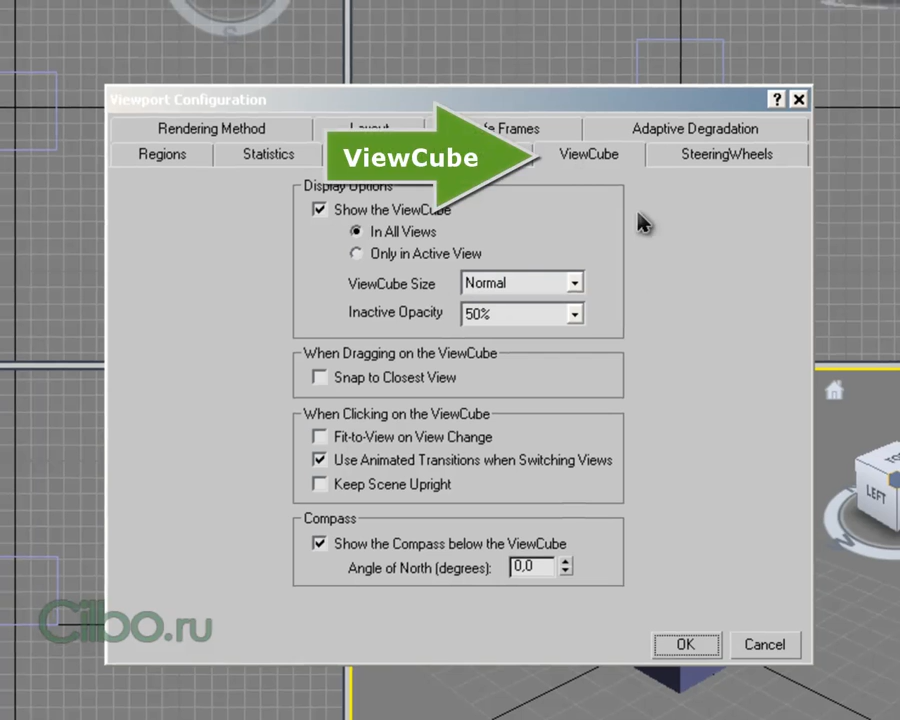 S
Viewport Configuration
Rendering Method
Frames
Adaptive Degradation
Regions
Statistics
ViewCube
ViewCube
SteeringWheels
Display Options
Show the ViewCube
In All Views
Only in Active View
ViewCube Size
Normal
Inactive Opacity
50%
When Dragging on the ViewCube
Snap to Closest View
When Clicking on the ViewCube
Fit-to-View on View Change
Use Animated Transitions when Switching Views
Keep Scene Upright
LEFT
Compass
Show the Compass below the ViewCube
Angle of North (degrees):
0,0
Cilbo.ru
OK
Cancel